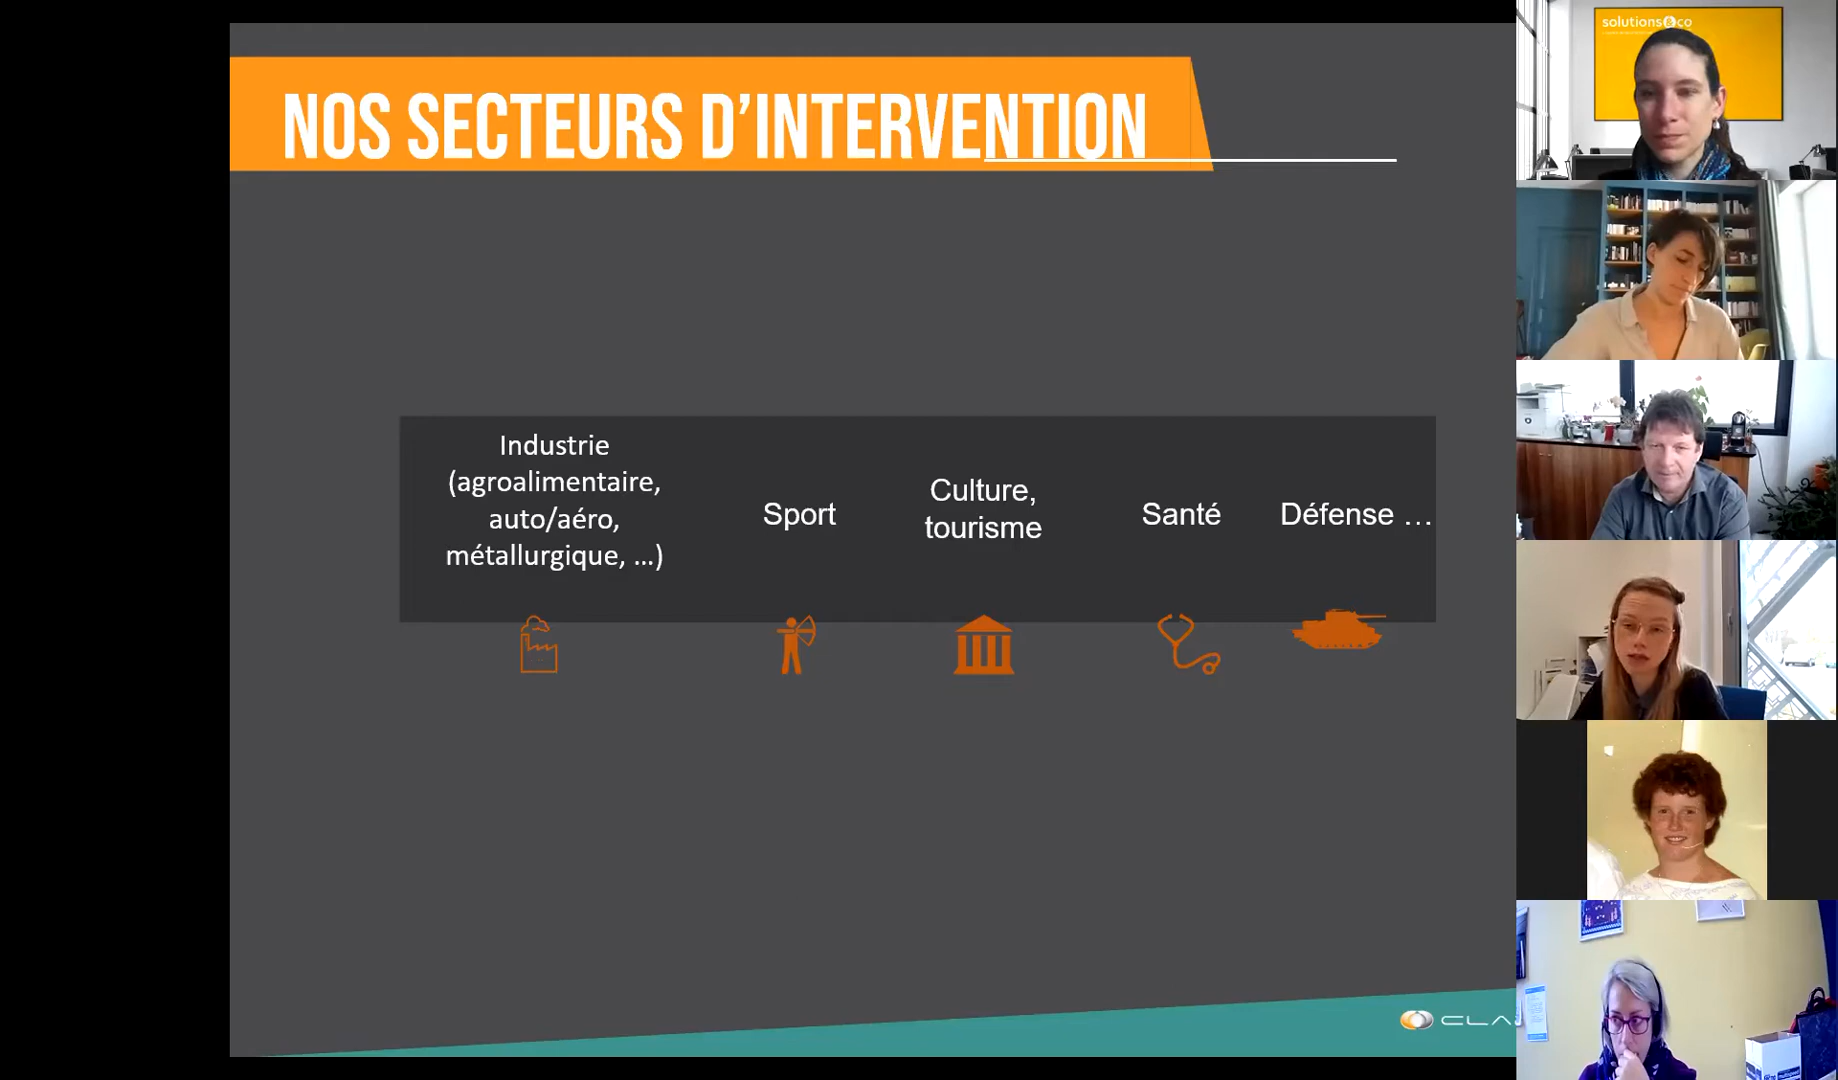 solutions&co
NOS SECTEURS D’INTERVENTION
Industrie
(agroalimentaire,
auto/aéro,
métallurgique, ...)
Sport
Culture,
tourisme
Santé
Défense ...